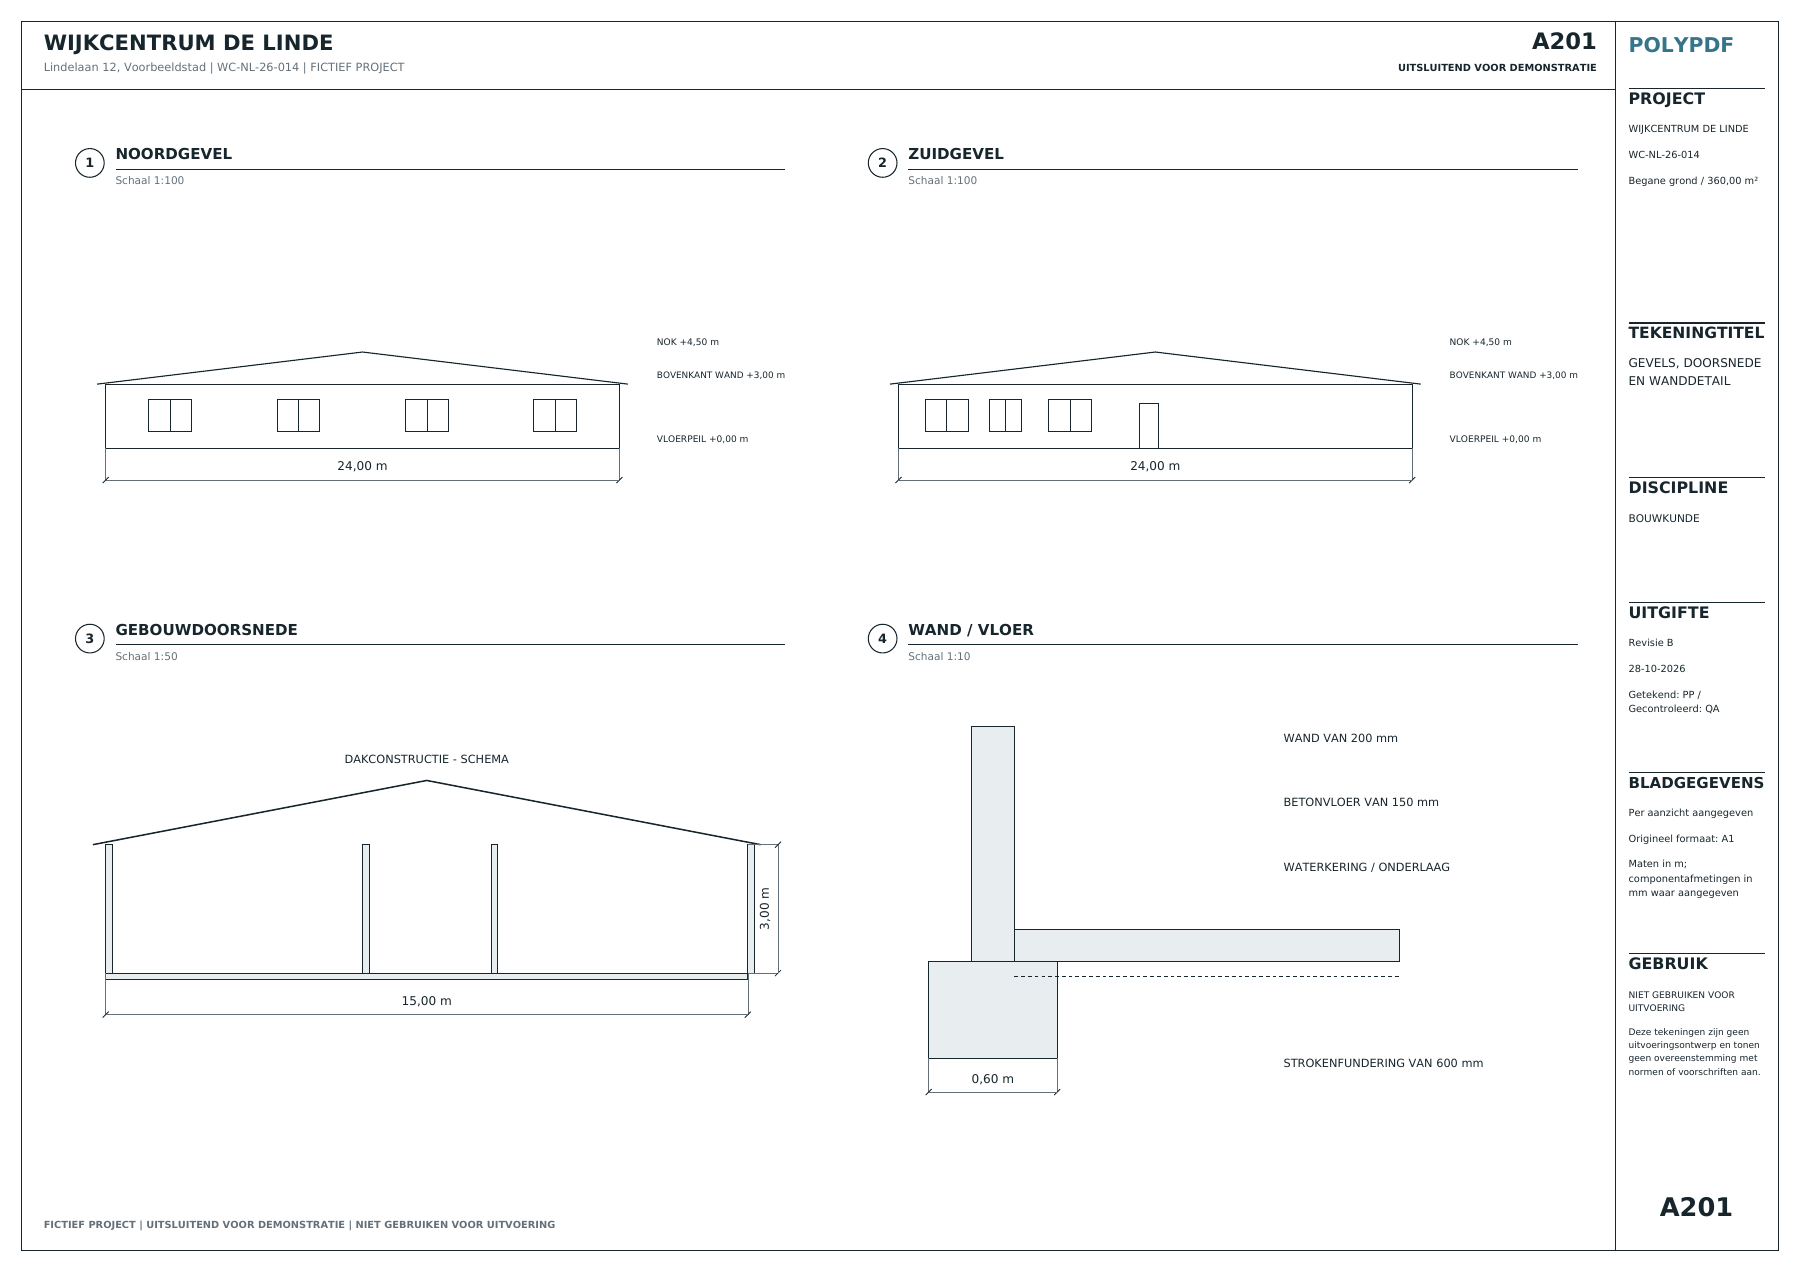 WIJKCENTRUM DE LINDE
Lindelaan 12, Voorbeeldstad | WC-NL-26-014 | FICTIEF PROJECT
A201
UITSLUITEND VOOR DEMONSTRATIE
1
NOORDGEVEL
Schaal 1:100
NOK +4,50 m
BOVENKANT WAND +3,00 m
VLOERPEIL +0,00 m
24,00 m
2
ZUIDGEVEL
Schaal 1:100
NOK +4,50 m
BOVENKANT WAND +3,00 m
VLOERPEIL +0,00 m
24,00 m
3
GEBOUWDOORSNEDE
Schaal 1:50
DAKCONSTRUCTIE - SCHEMA
3,00 m
15,00 m
4
WAND / VLOER
Schaal 1:10
WAND VAN 200 mm
BETONVLOER VAN 150 mm
WATERKERING / ONDERLAAG
STROKENFUNDERING VAN 600 mm
0,60 m
FICTIEF PROJECT | UITSLUITEND VOOR DEMONSTRATIE | NIET GEBRUIKEN VOOR UITVOERING
POLYPDF
PROJECT
WIJKCENTRUM DE LINDE
WC-NL-26-014
Begane grond / 360,00 m²
TEKENINGTITEL
GEVELS, DOORSNEDE
EN WANDDETAIL
DISCIPLINE
BOUWKUNDE
UITGIFTE
Revisie B
28-10-2026
Getekend: PP /
Gecontroleerd: QA
BLADGEGEVENS
Per aanzicht aangegeven
Origineel formaat: A1
Maten in m;
componentafmetingen in
mm waar aangegeven
GEBRUIK
NIET GEBRUIKEN VOOR
UITVOERING
Deze tekeningen zijn geen
uitvoeringsontwerp en tonen
geen overeenstemming met
normen of voorschriften aan.
A201